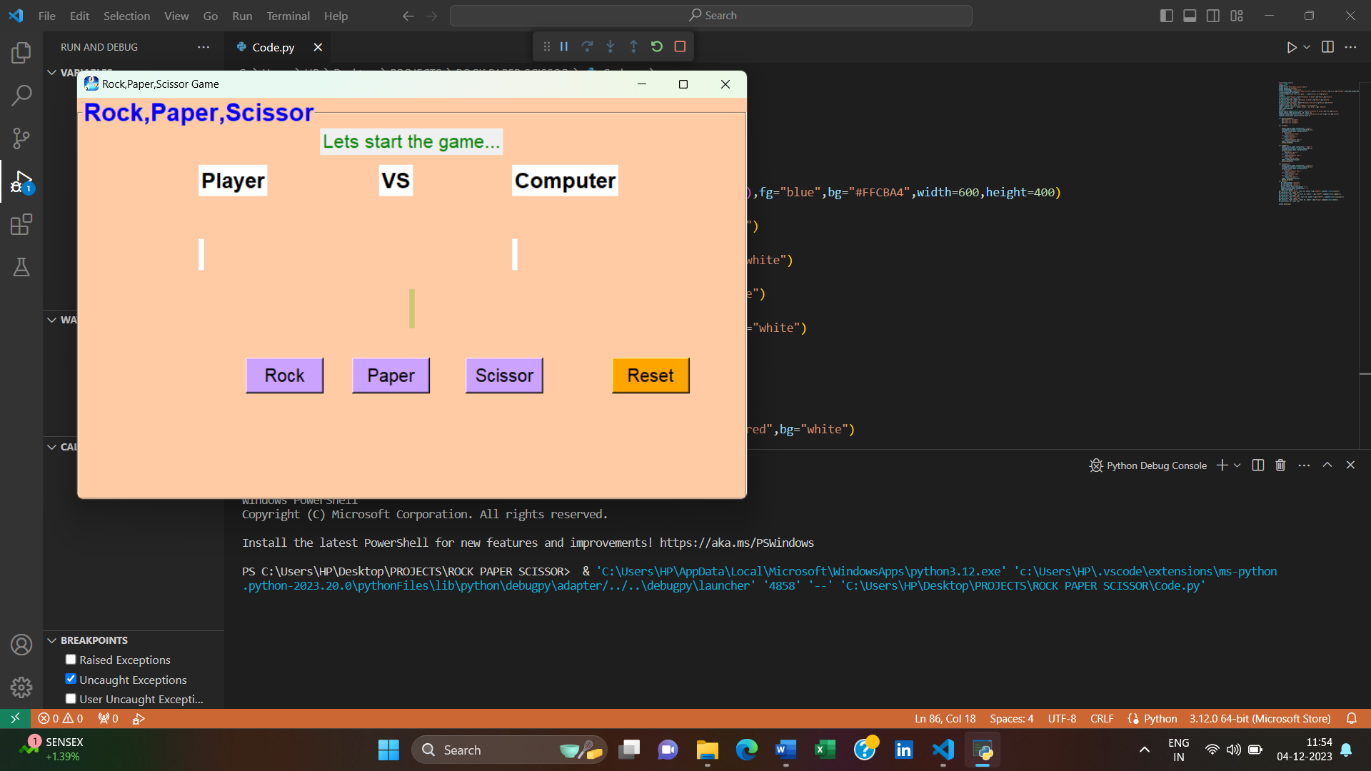 File Edit Selection View Go Run Terminal Help Search
RUN AND DEBUG
Code.py
Rock,Paper,Scissor Game
Rock,Paper,Scissor
Lets start the game...
Player VS Computer
Rock Paper Scissor Reset
),fg="blue",bg="#FFCBA4",width=600,height=400)
")
white")
e")
="white")
red",bg="white")
Python Debug Console
Windows PowerShell
Copyright (C) Microsoft Corporation. All rights reserved.
Install the latest PowerShell for new features and improvements! https://aka.ms/PSWindows
PS C:\Users\HP\Desktop\PROJECTS\ROCK PAPER SCISSOR> & 'C:\Users\HP\AppData\Local\Microsoft\WindowsApps\python3.12.exe' 'c:\Users\HP\.vscode\extensions\ms-python
.python-2023.20.0\pythonFiles\lib\python\debugpy\adapter/../..\debugpy\launcher' '4858' '--' 'C:\Users\HP\Desktop\PROJECTS\ROCK PAPER SCISSOR\Code.py'
BREAKPOINTS
Raised Exceptions
Uncaught Exceptions
User Uncaught Excepti...
0 0 0 Ln 86, Col 18 Spaces: 4 UTF-8 CRLF Python 3.12.0 64-bit (Microsoft Store)
1 SENSEX
+1.39%
Search
ENG
IN
11:54
04-12-2023